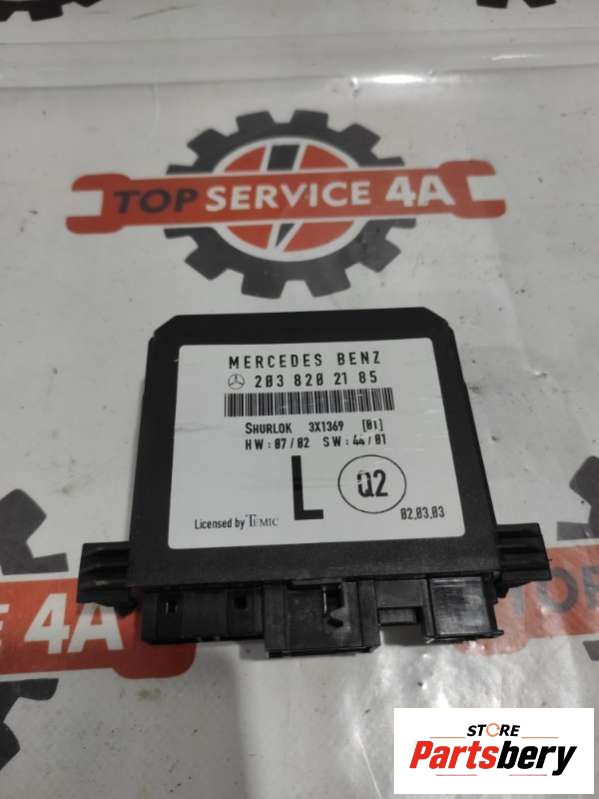 TOP SERVICE 4A
MERCEDES BENZ
203 820 21 85
SHURLOK 3X1369 [01]
HW: 07/02 SW: 44/01
L Q2
Licensed by TEMIC 02.03.03
SERVICE 4A
STORE
Partsbery